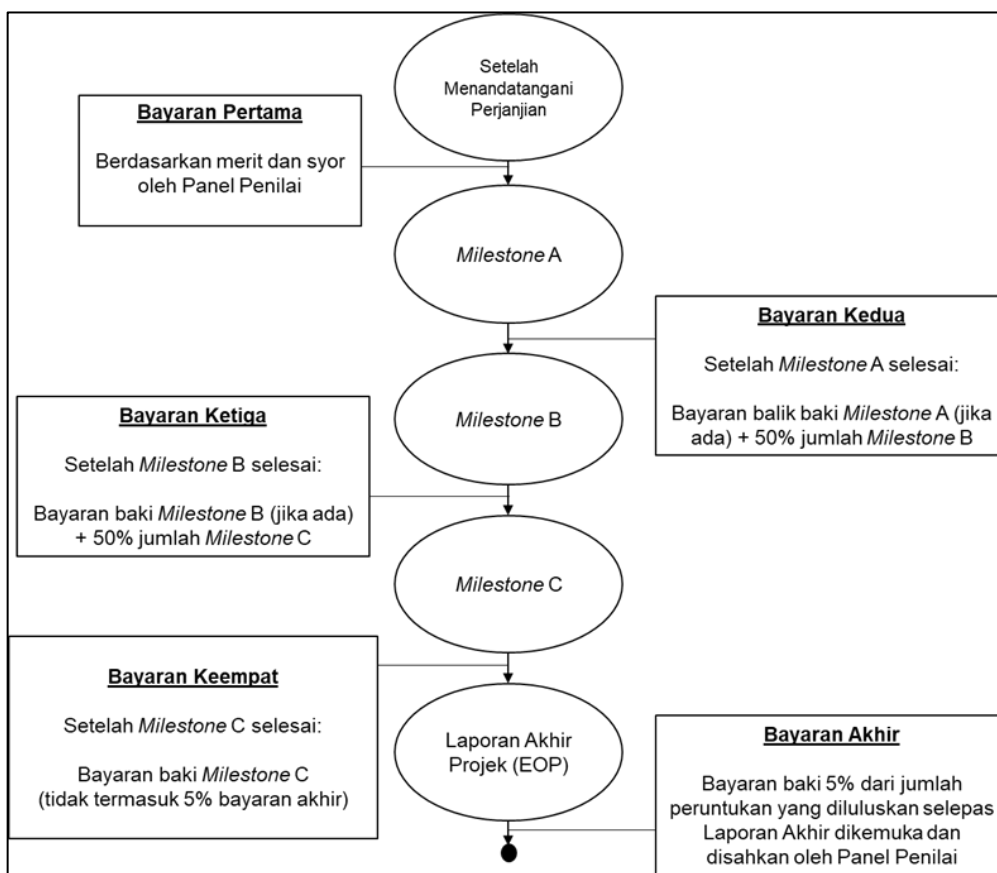 Setelah
Menandatangani
Perjanjian
Bayaran Pertama
Berdasarkan merit dan syor
oleh Panel Penilai
Milestone A
Bayaran Kedua
Setelah Milestone A selesai:
Bayaran balik baki Milestone A (jika
ada) + 50% jumlah Milestone B
Milestone B
Bayaran Ketiga
Setelah Milestone B selesai:
Bayaran baki Milestone B (jika ada)
+ 50% jumlah Milestone C
Milestone C
Bayaran Keempat
Setelah Milestone C selesai:
Bayaran baki Milestone C
(tidak termasuk 5% bayaran akhir)
Laporan Akhir
Projek (EOP)
Bayaran Akhir
Bayaran baki 5% dari jumlah
peruntukan yang diluluskan selepas
Laporan Akhir dikemuka dan
disahkan oleh Panel Penilai